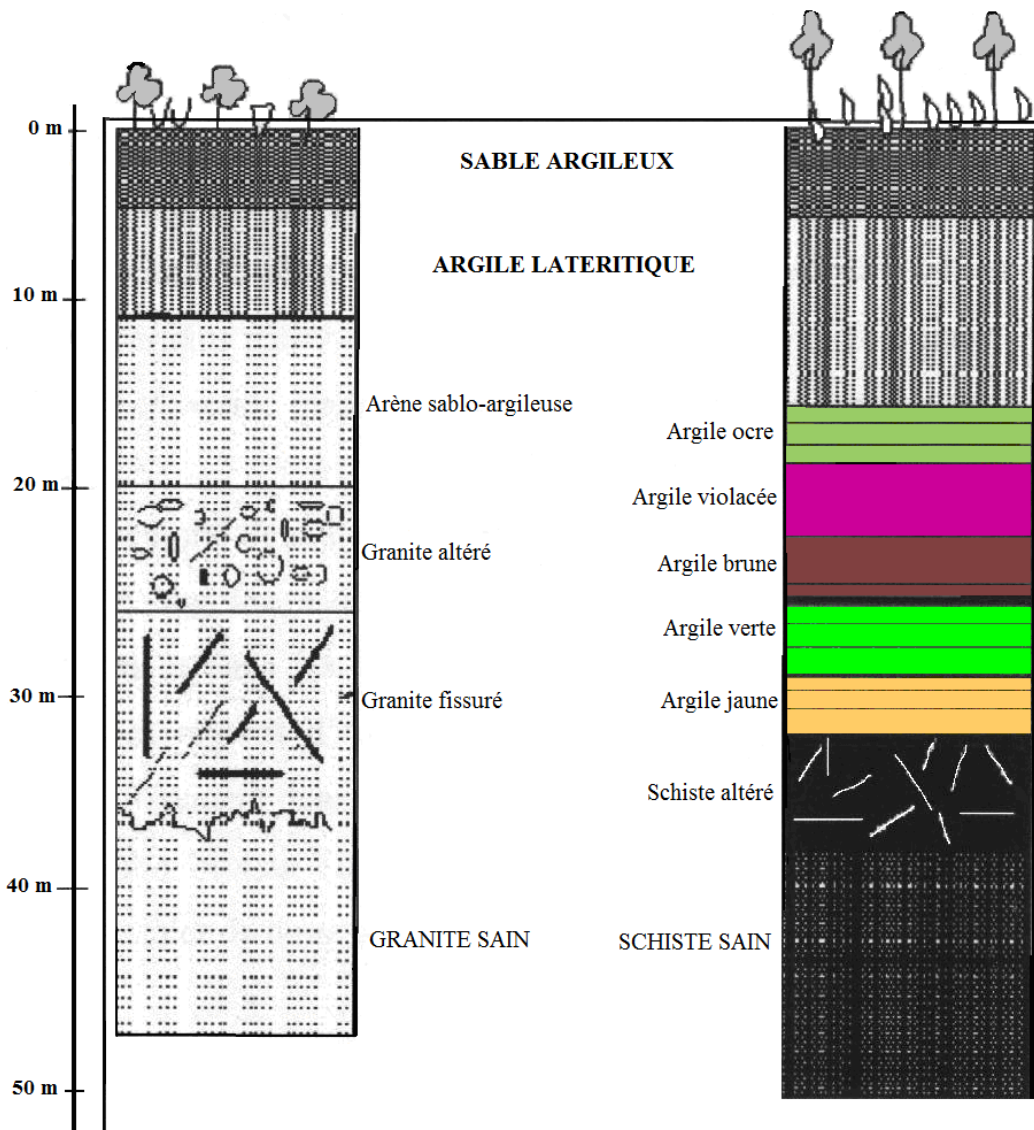 0 m
SABLE ARGILEUX
ARGILE LATERITIQUE
10 m
Arène sablo-argileuse
Argile ocre
20 m
Argile violacée
Granite altéré
Argile brune
Argile verte
30 m
Granite fissuré
Argile jaune
Schiste altéré
40 m
GRANITE SAIN
SCHISTE SAIN
50 m